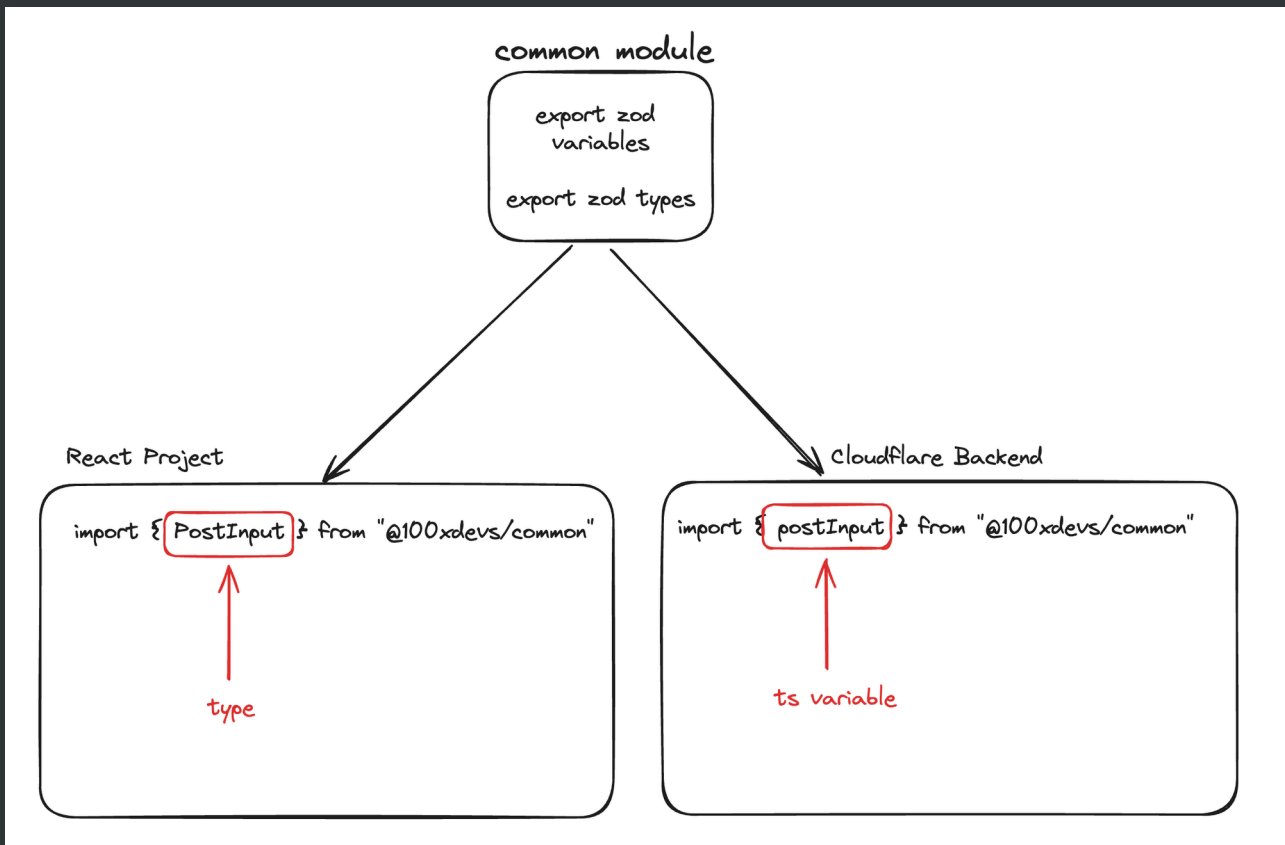 common module
export zod
variables
export zod types
React Project
import { PostInput } from "@100xdevs/common"
type
Cloudflare Backend
import { postInput } from "@100xdevs/common"
ts variable